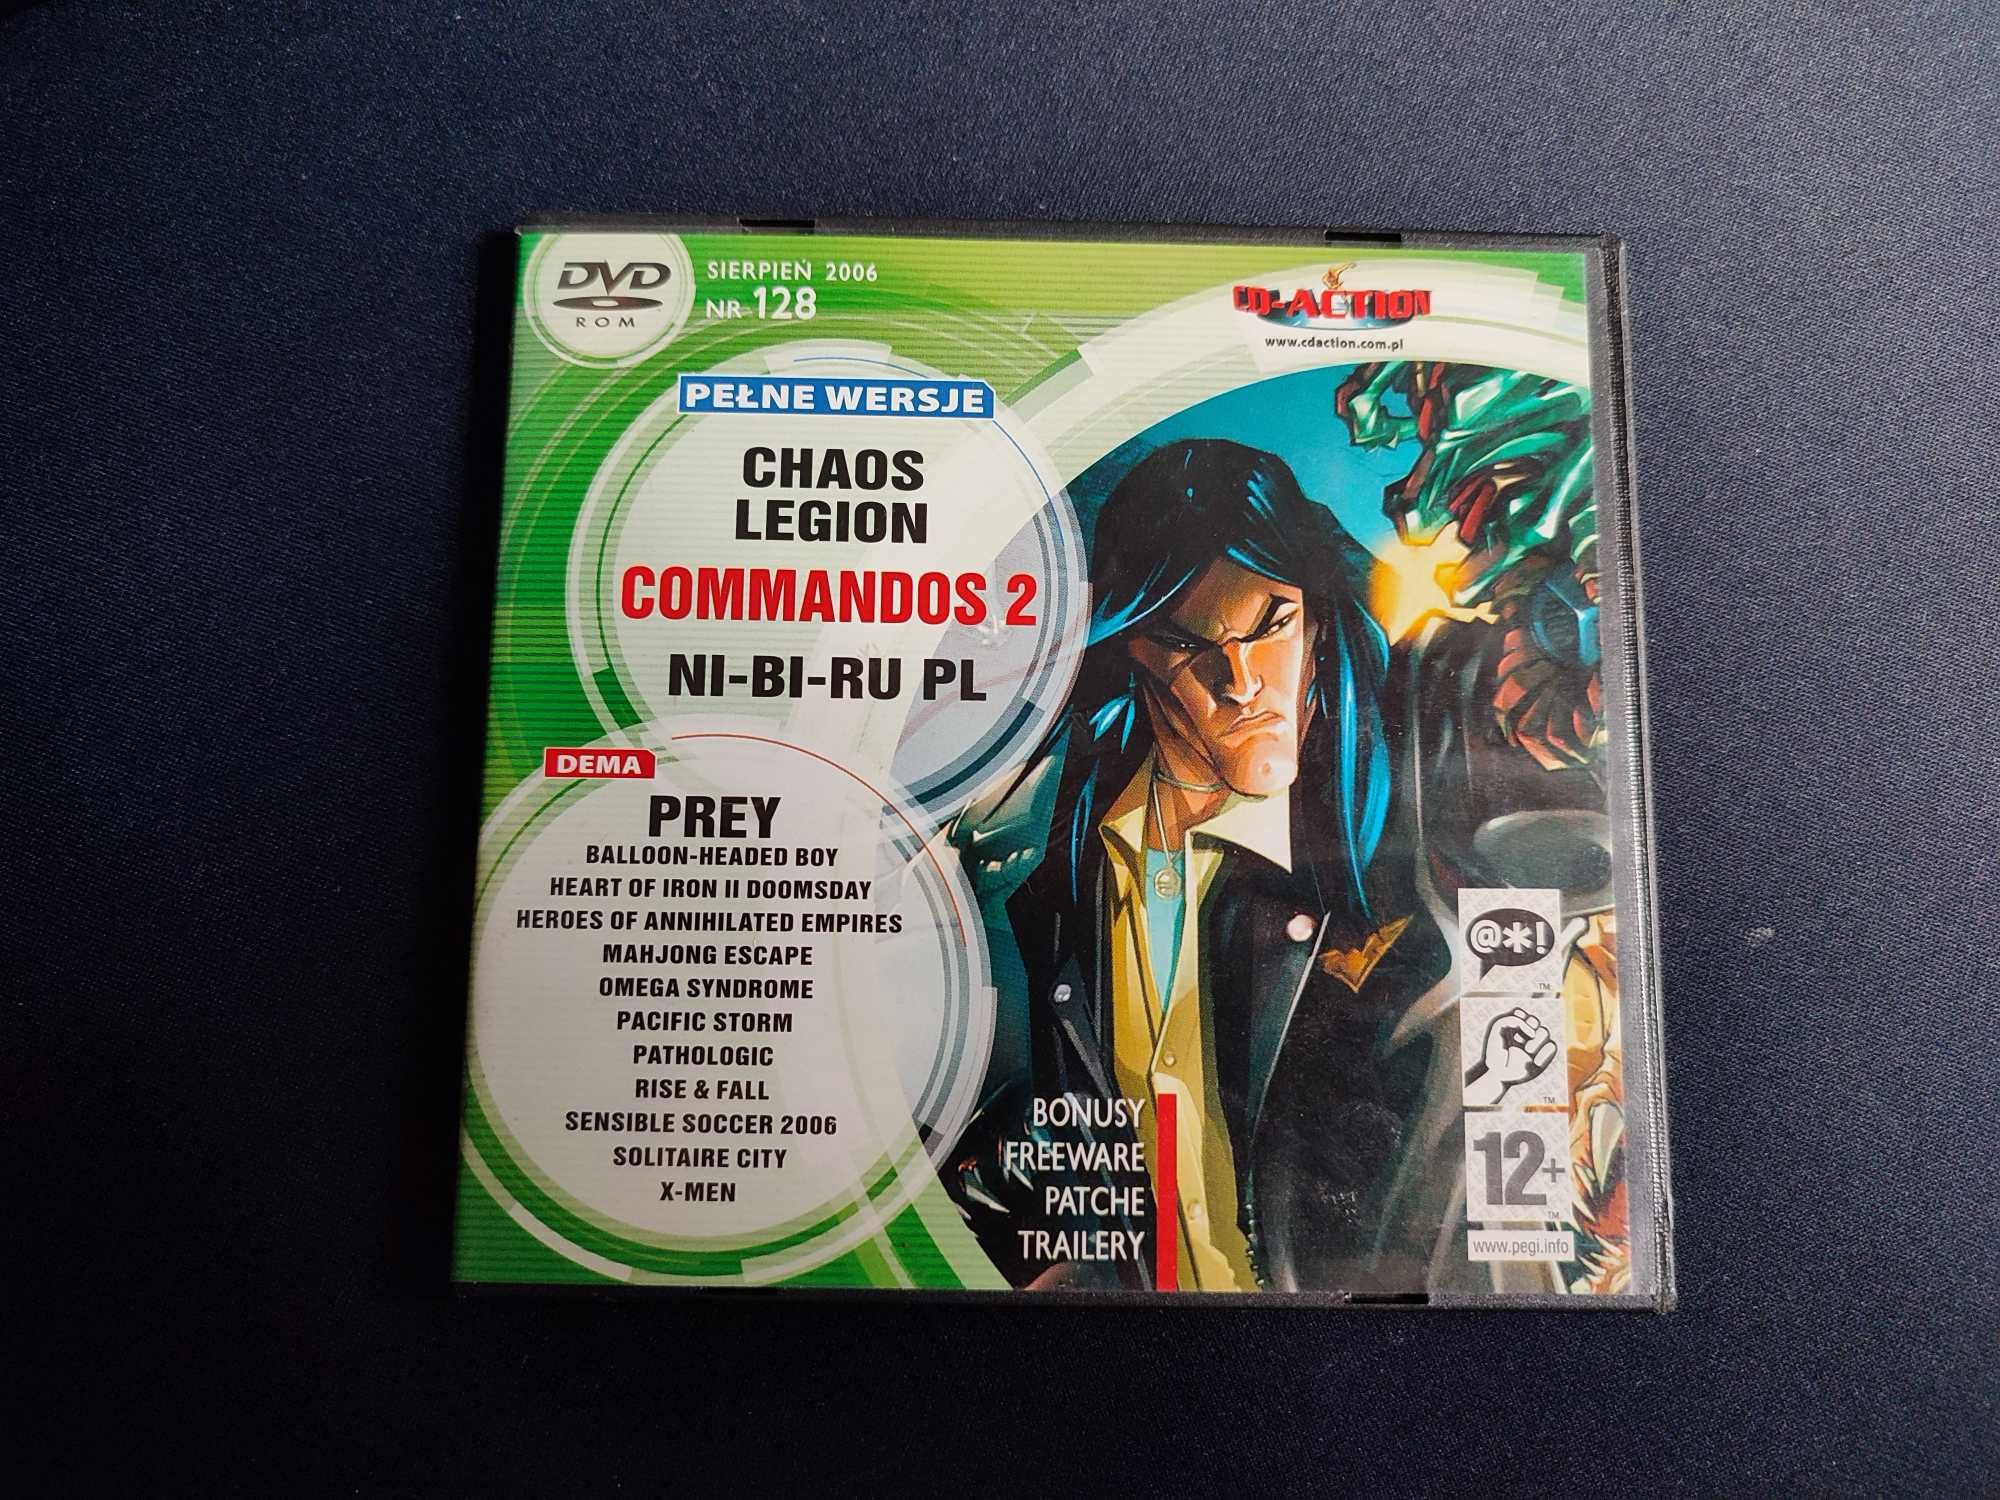 DVD
ROM
SIERPIEŃ 2006
NR 128
CD-ACTION
www.cdaction.com.pl
PEŁNE WERSJE
CHAOS
LEGION
COMMANDOS 2
NI-BI-RU PL
DEMA
PREY
BALLOON-HEADED BOY
HEART OF IRON II DOOMSDAY
HEROES OF ANNIHILATED EMPIRES
MAHJONG ESCAPE
OMEGA SYNDROME
PACIFIC STORM
PATHOLOGIC
RISE & FALL
SENSIBLE SOCCER 2006
SOLITAIRE CITY
X-MEN
BONUSY
FREEWARE
PATCHE
TRAILERY
@*!
TM
TM
12+
TM
www.pegi.info